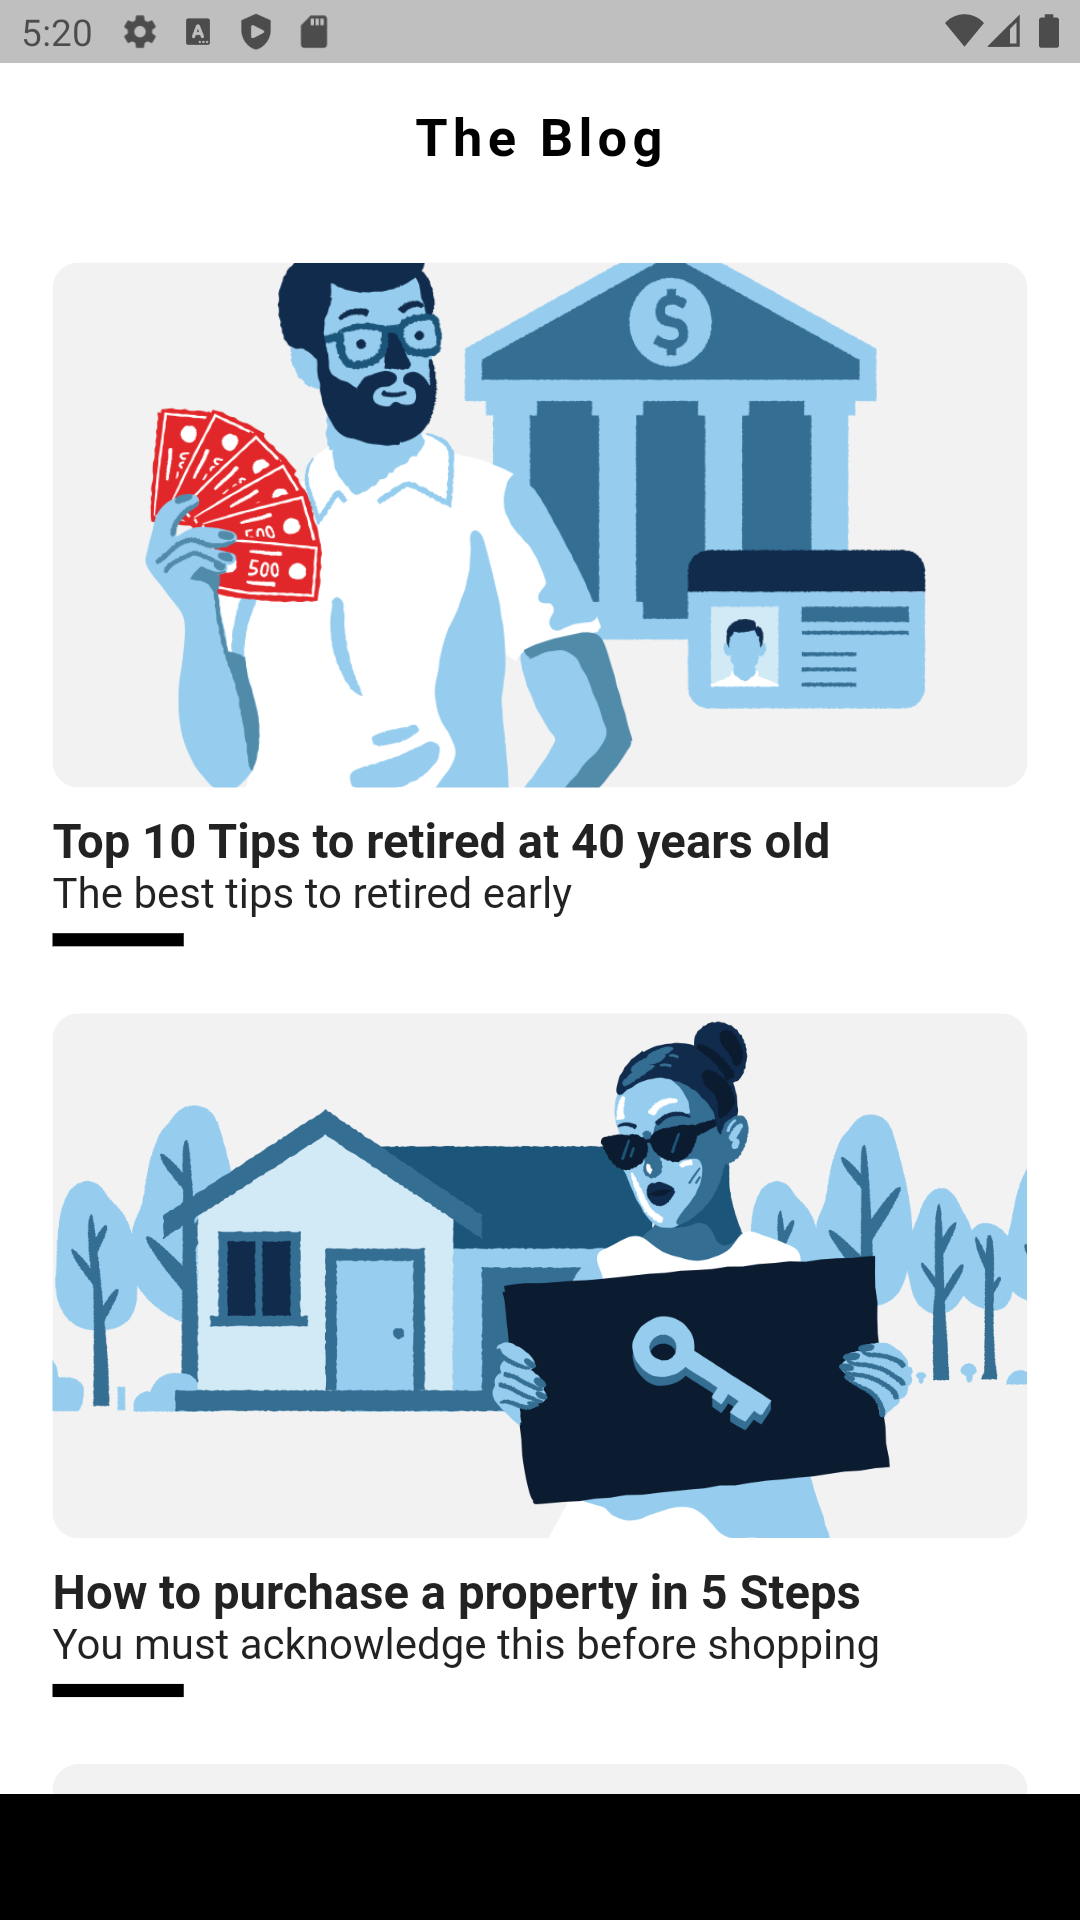 5:20
The Blog
$
500
500
Top 10 Tips to retired at 40 years old
The best tips to retired early
How to purchase a property in 5 Steps
You must acknowledge this before shopping